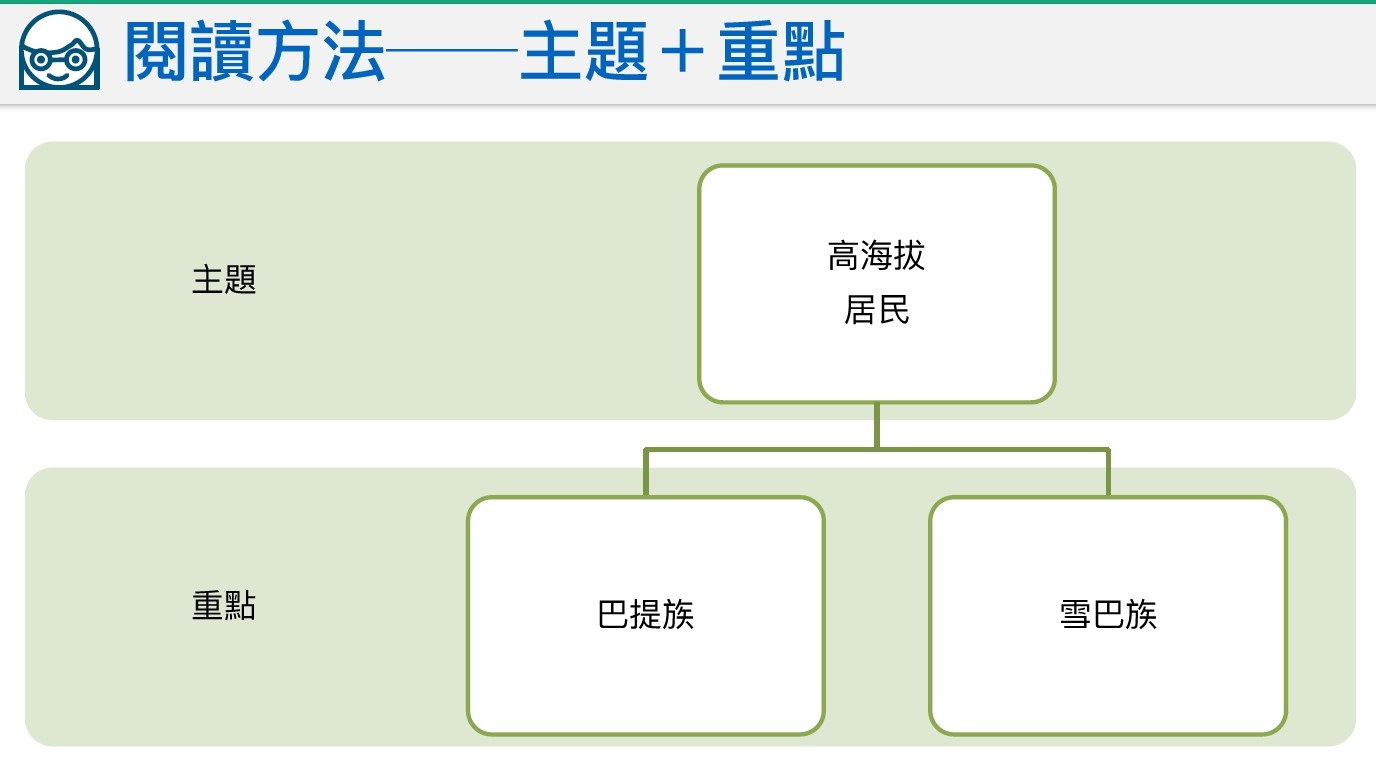 閱讀方法——主題＋重點
主題
高海拔
居民
重點
巴提族
雪巴族